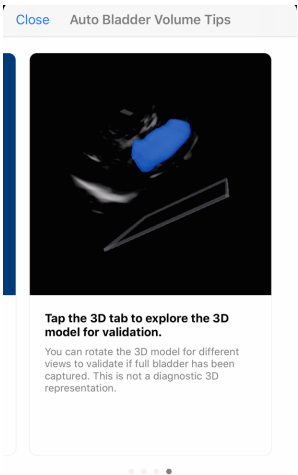 Close Auto Bladder Volume Tips
Tap the 3D tab to explore the 3D
model for validation.
You can rotate the 3D model for different
views to validate if full bladder has been
captured. This is not a diagnostic 3D
representation.